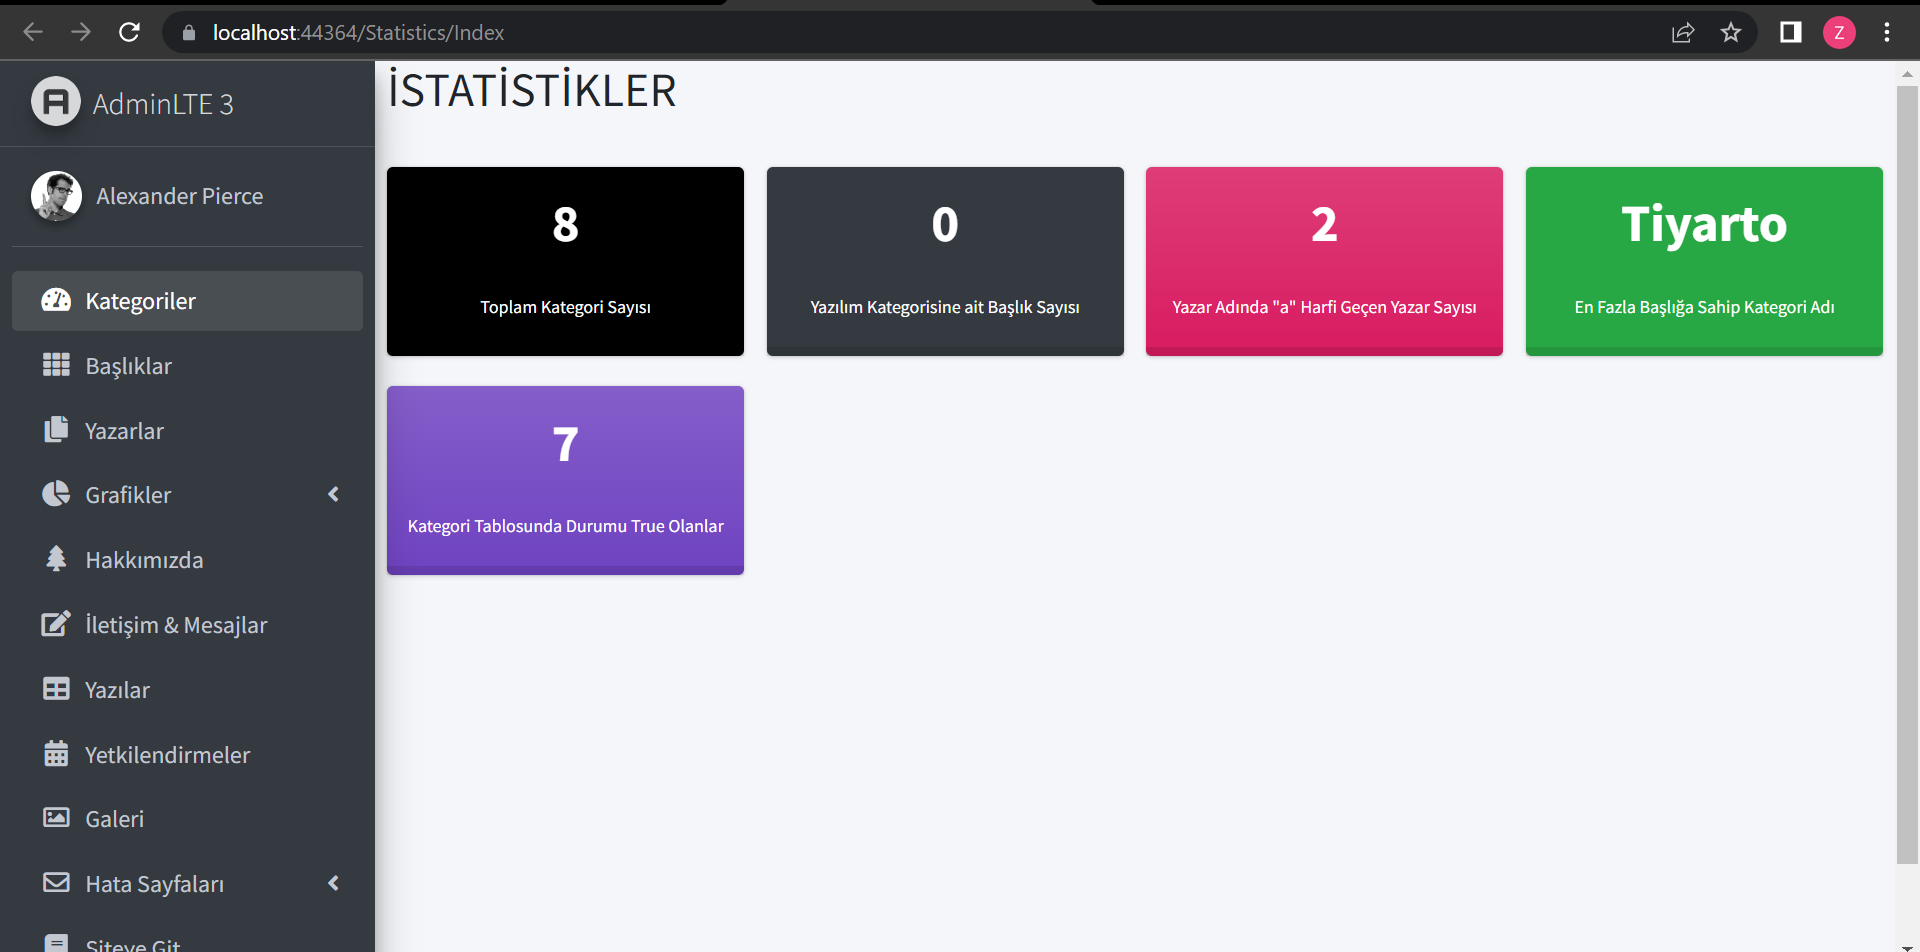 localhost:44364/Statistics/Index
Z
AdminLTE 3
Alexander Pierce
Kategoriler
Başlıklar
Yazarlar
Grafikler
Hakkımızda
İletişim & Mesajlar
Yazılar
Yetkilendirmeler
Galeri
Hata Sayfaları
Siteye Git
İSTATİSTİKLER
8
Toplam Kategori Sayısı
0
Yazılım Kategorisine ait Başlık Sayısı
2
Yazar Adında "a" Harfi Geçen Yazar Sayısı
Tiyarto
En Fazla Başlığa Sahip Kategori Adı
7
Kategori Tablosunda Durumu True Olanlar